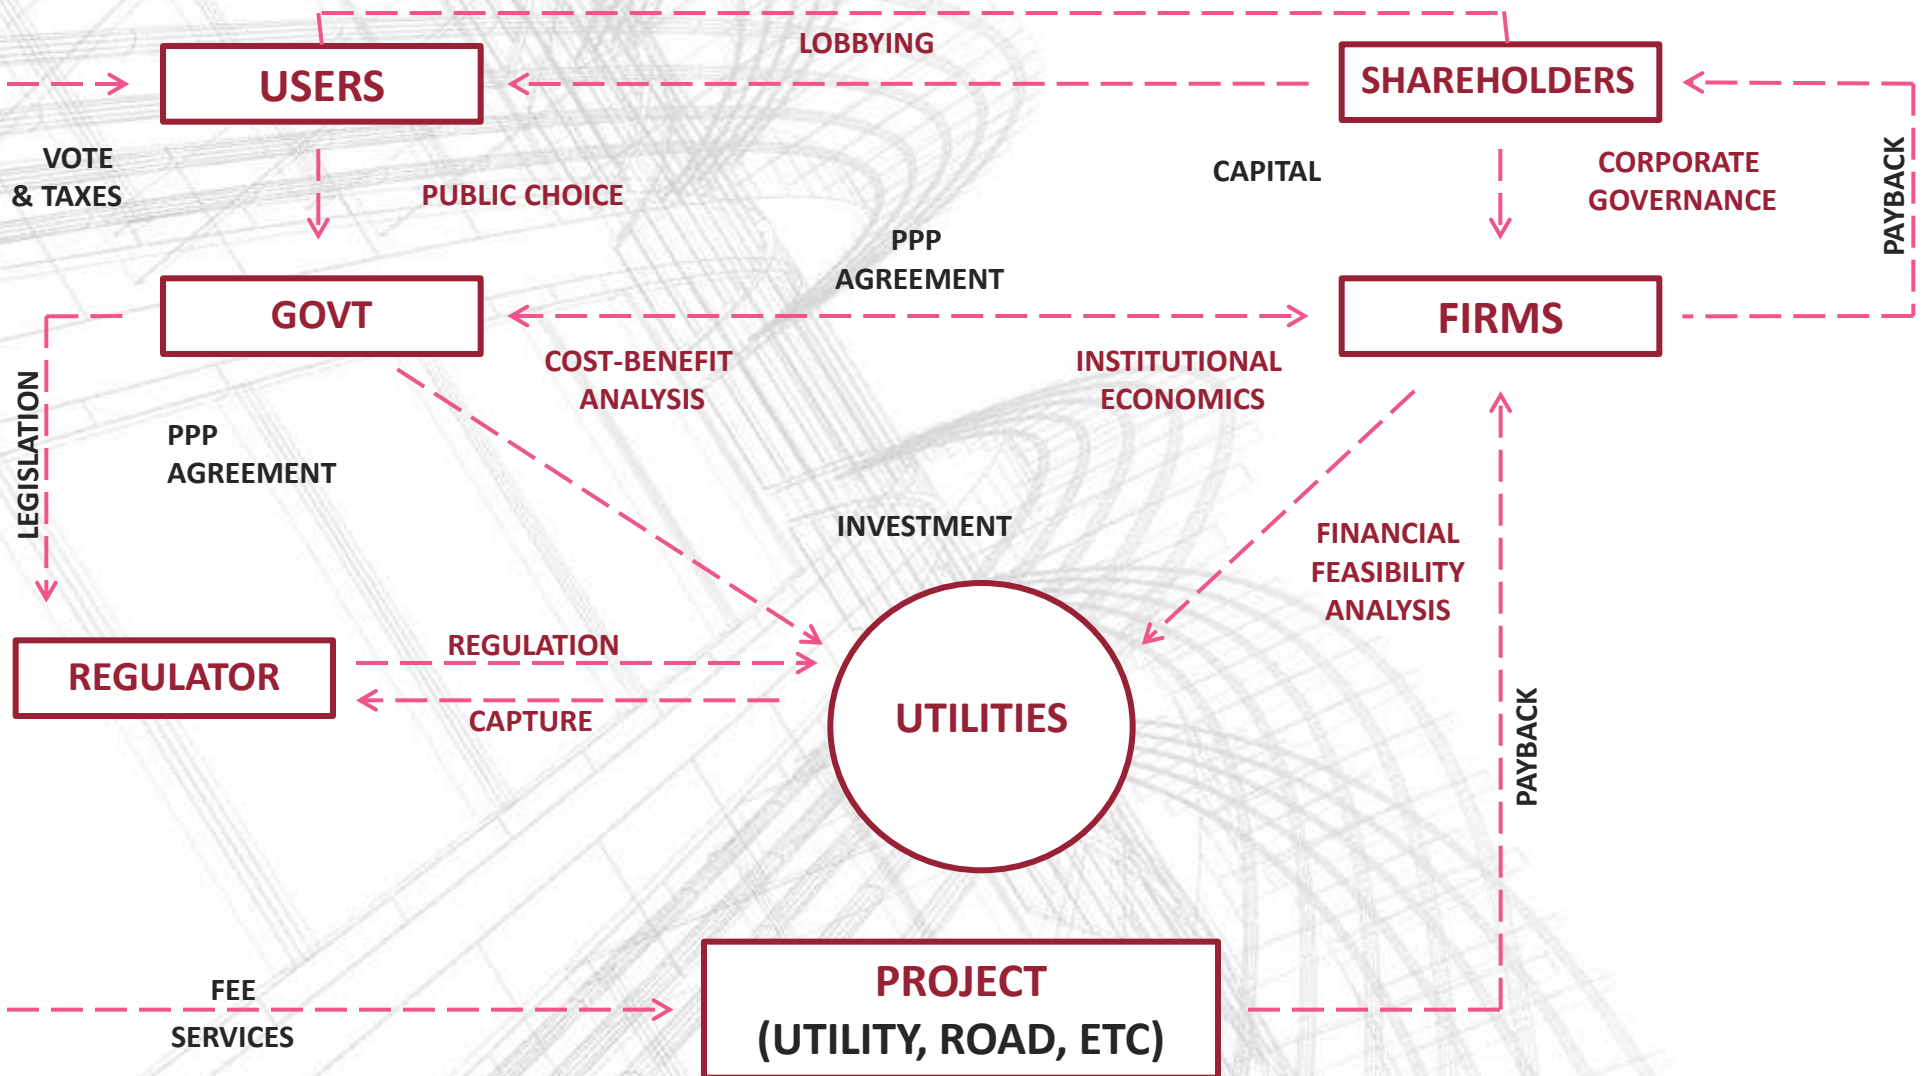 LOBBYING
USERS
SHAREHOLDERS
VOTE
& TAXES
PUBLIC CHOICE
CAPITAL
CORPORATE
GOVERNANCE
PAYBACK
PPP
AGREEMENT
GOVT
FIRMS
COST-BENEFIT
ANALYSIS
INSTITUTIONAL
ECONOMICS
LEGISLATION
PPP
AGREEMENT
INVESTMENT
FINANCIAL
FEASIBILITY
ANALYSIS
REGULATION
REGULATOR
CAPTURE
UTILITIES
PAYBACK
FEE
SERVICES
PROJECT
(UTILITY, ROAD, ETC)